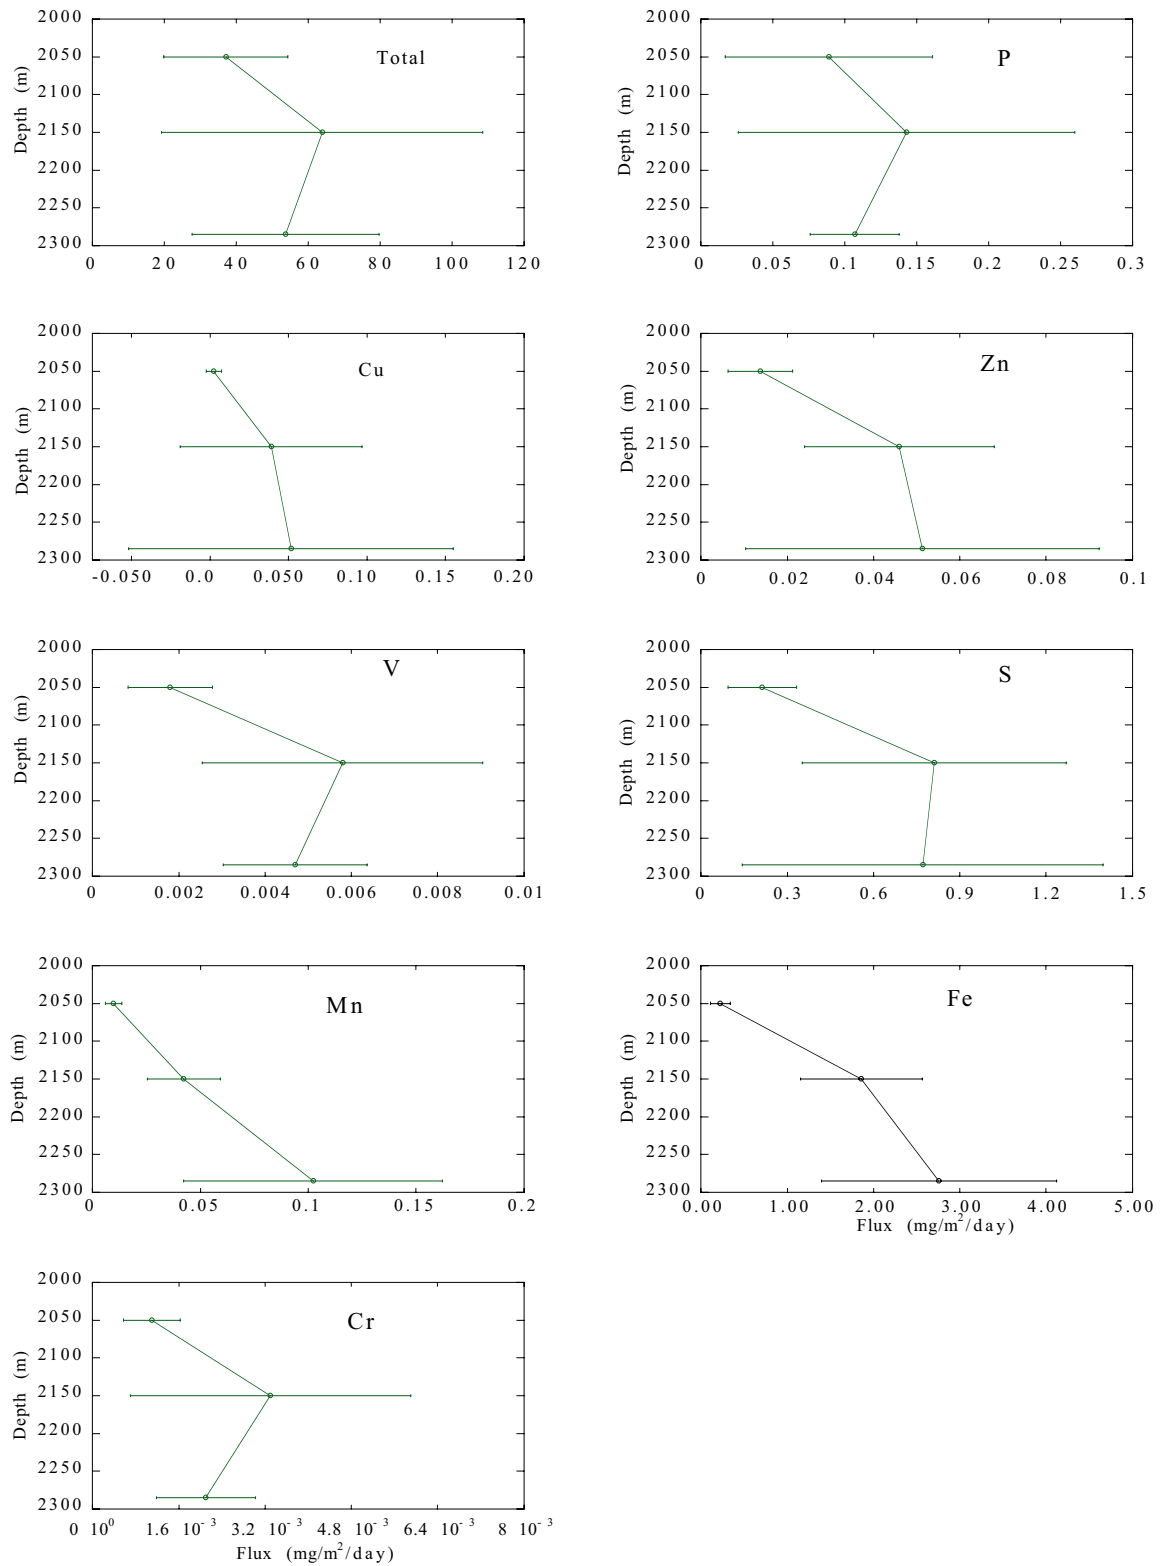 Total
Depth (m)
2000
2050
2100
2150
2200
2250
2300
0 20 40 60 80 100 120
P
Depth (m)
2000
2050
2100
2150
2200
2250
2300
0 0.05 0.1 0.15 0.2 0.25 0.3
Cu
Depth (m)
2000
2050
2100
2150
2200
2250
2300
-0.050 0.0 0.050 0.10 0.15 0.20
Zn
Depth (m)
2000
2050
2100
2150
2200
2250
2300
0 0.02 0.04 0.06 0.08 0.1
V
Depth (m)
2000
2050
2100
2150
2200
2250
2300
0 0.002 0.004 0.006 0.008 0.01
S
Depth (m)
2000
2050
2100
2150
2200
2250
2300
0 0.3 0.6 0.9 1.2 1.5
Mn
Depth (m)
2000
2050
2100
2150
2200
2250
2300
0 0.05 0.1 0.15 0.2
Fe
Depth (m)
2000
2050
2100
2150
2200
2250
2300
0.00 1.00 2.00 3.00 4.00 5.00
Flux (mg/m²/day)
Cr
Depth (m)
2000
2050
2100
2150
2200
2250
2300
0 10⁰ 1.6 10⁻³ 3.2 10⁻³ 4.8 10⁻³ 6.4 10⁻³ 8 10⁻³
Flux (mg/m²/day)